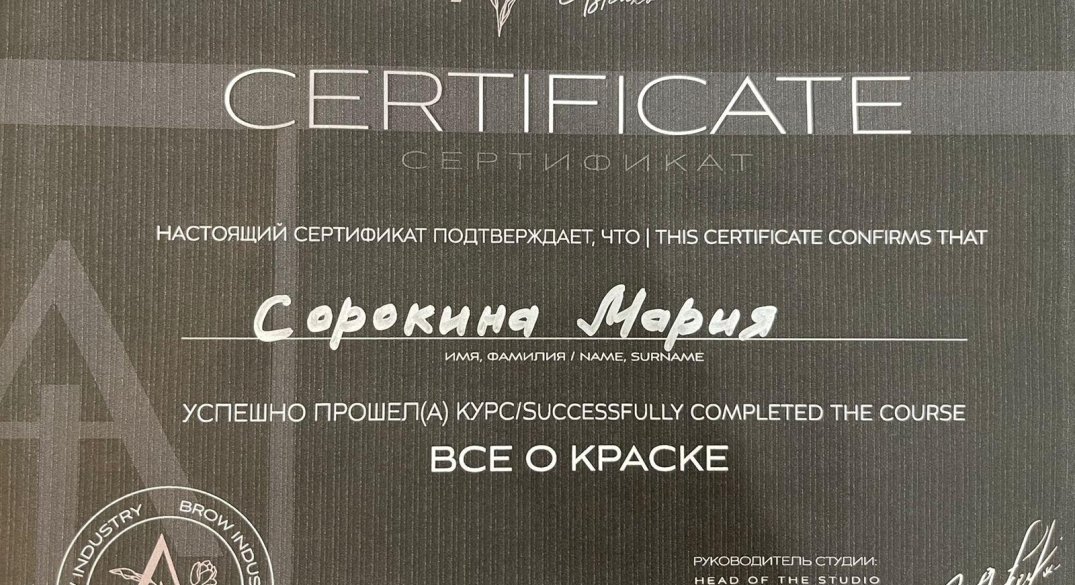 CERTIFICATE
СЕРТИФИКАТ
НАСТОЯЩИЙ СЕРТИФИКАТ ПОДТВЕРЖДАЕТ, ЧТО | THIS CERTIFICATE CONFIRMS THAT
Сорокина Мария
ИМЯ, ФАМИЛИЯ / NAME, SURNAME
УСПЕШНО ПРОШЕЛ(А) КУРС/SUCCESSFULLY COMPLETED THE COURSE
ВСЕ О КРАСКЕ
INDUSTRY BROW INDUS
РУКОВОДИТЕЛЬ СТУДИИ:
HEAD OF THE STUDIO